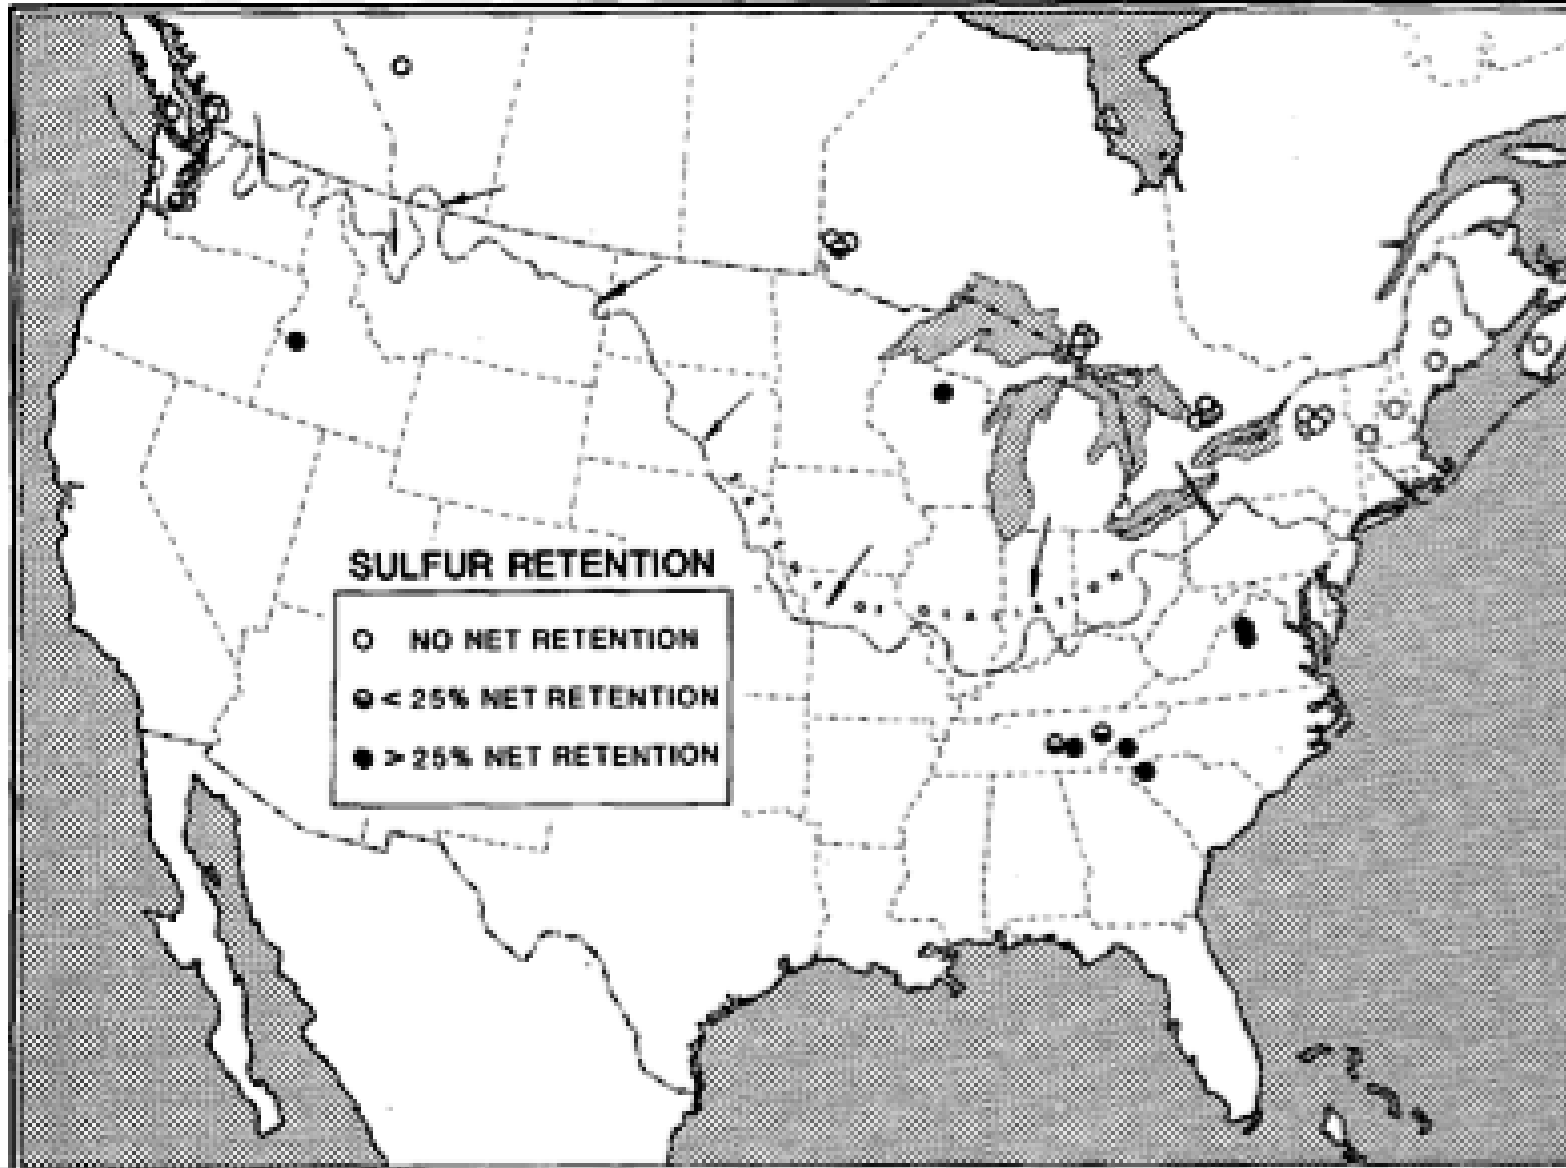 SULFUR RETENTION
NO NET RETENTION
< 25% NET RETENTION
> 25% NET RETENTION